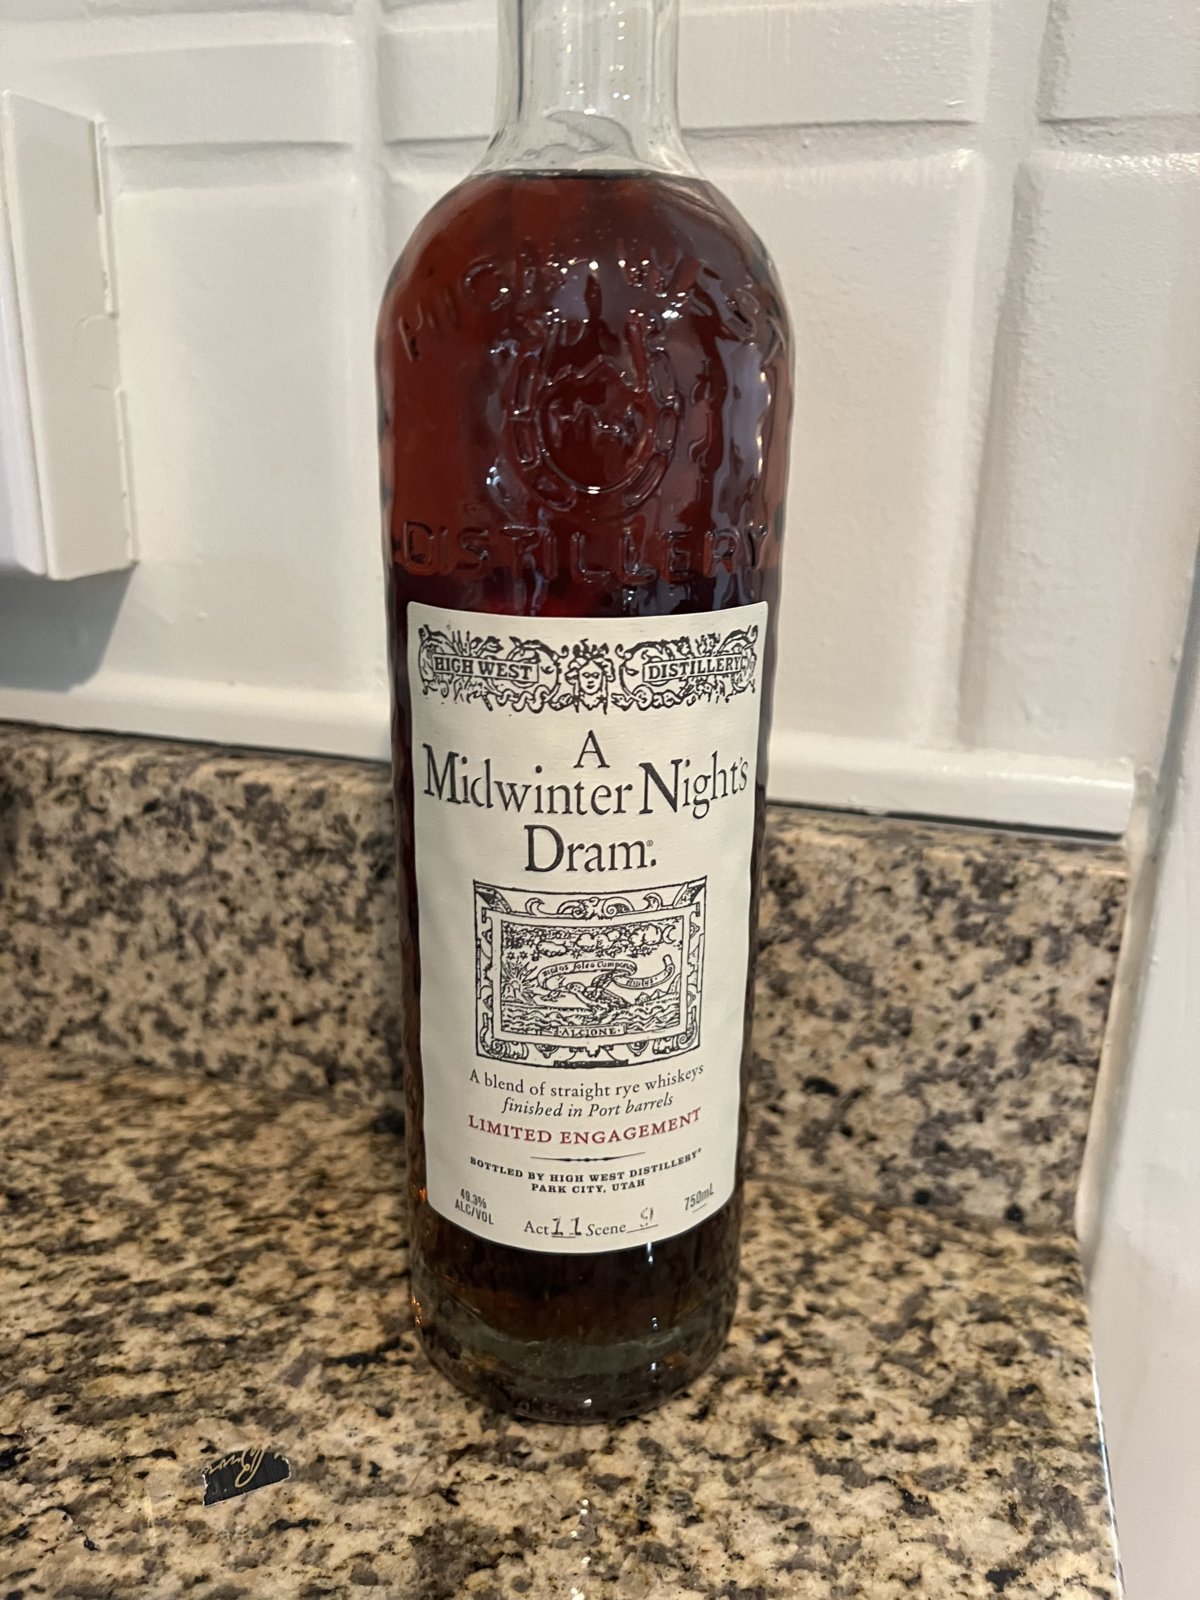 HIGH WEST
DISTILLERY
HIGH WEST DISTILLERY
A
Midwinter Night's
Dram®.
ALCIONE
A blend of straight rye whiskeys
finished in Port barrels
LIMITED ENGAGEMENT
BOTTLED BY HIGH WEST DISTILLERY®
PARK CITY, UTAH
49.3%
ALC/VOL
750mL
Act 11 Scene 9